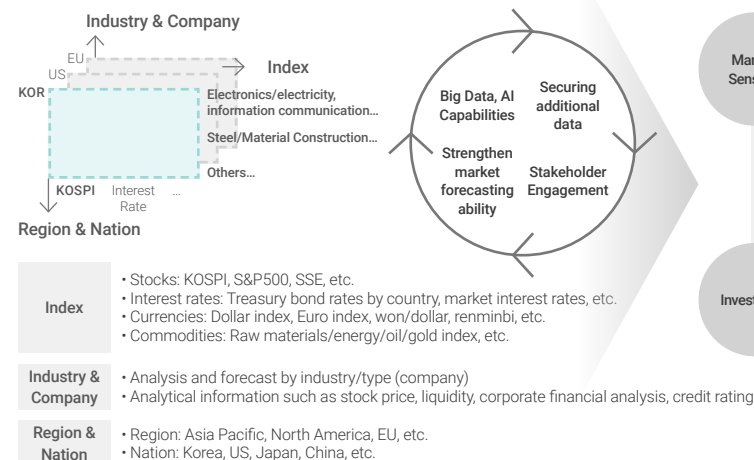 Industry & Company
EU
US
KOR
Index
Electronics/electricity,
information communication...
Steel/Material Construction...
Others...
KOSPI
Interest
Rate
...
Region & Nation
Big Data, AI
Capabilities
Securing
additional
data
Strengthen
market
forecasting
ability
Stakeholder
Engagement
Index
• Stocks: KOSPI, S&P500, SSE, etc.
• Interest rates: Treasury bond rates by country, market interest rates, etc.
• Currencies: Dollar index, Euro index, won/dollar, renminbi, etc.
• Commodities: Raw materials/energy/oil/gold index, etc.
Industry &
Company
• Analysis and forecast by industry/type (company)
• Analytical information such as stock price, liquidity, corporate financial analysis, credit rating
Region &
Nation
• Region: Asia Pacific, North America, EU, etc.
• Nation: Korea, US, Japan, China, etc.